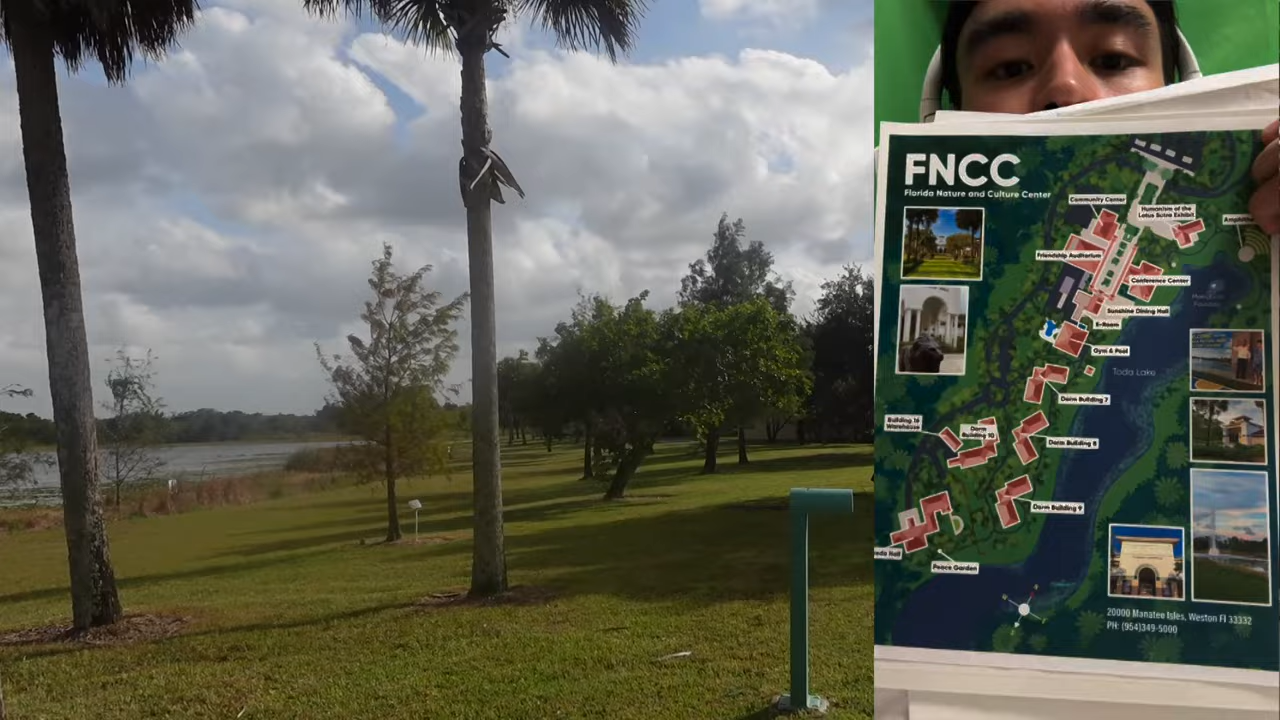 FNCC
Florida Nature and Culture Center
Community Center
Humanism of the
Lotus Sutra Exhibit
Friendship Auditorium
Conference Center
Sunshine Dining Hall
E-Room
Gym & Pool
Toda Lake
Dorm Building 7
Building 16
Warehouse
Dorm
Building 10
Dorm Building 8
Dorm Building 9
Hall
Peace Garden
20000 Manatee Isles, Weston Fl 33332
PH: (954)349-5000